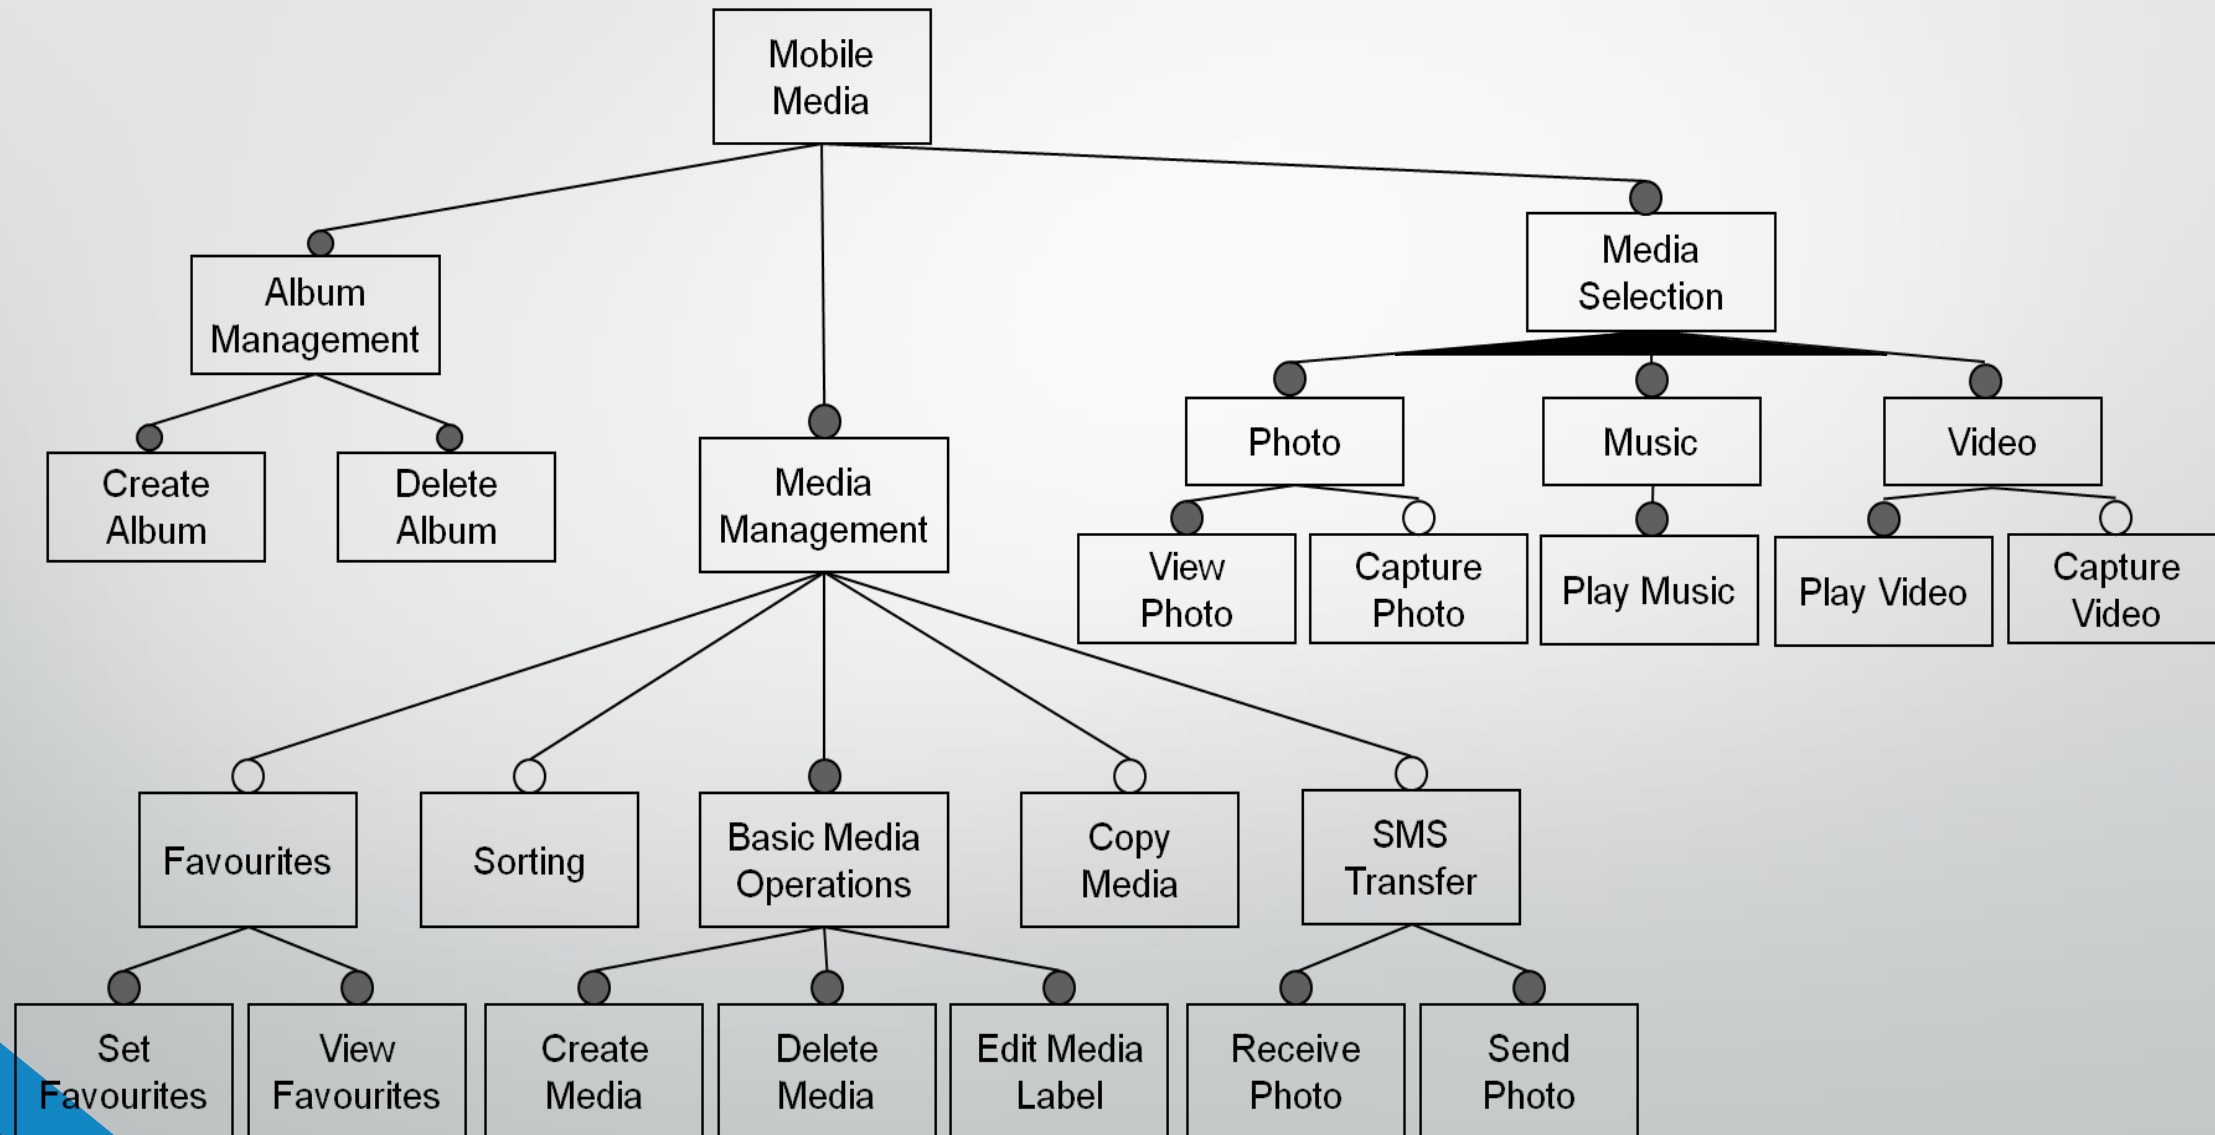 Mobile
Media
Media
Selection
Album
Management
Photo
Music
Video
Create
Album
Delete
Album
Media
Management
View
Photo
Capture
Photo
Play Music
Play Video
Capture
Video
Favourites
Sorting
Basic Media
Operations
Copy
Media
SMS
Transfer
Set
Favourites
View
Favourites
Create
Media
Delete
Media
Edit Media
Label
Receive
Photo
Send
Photo